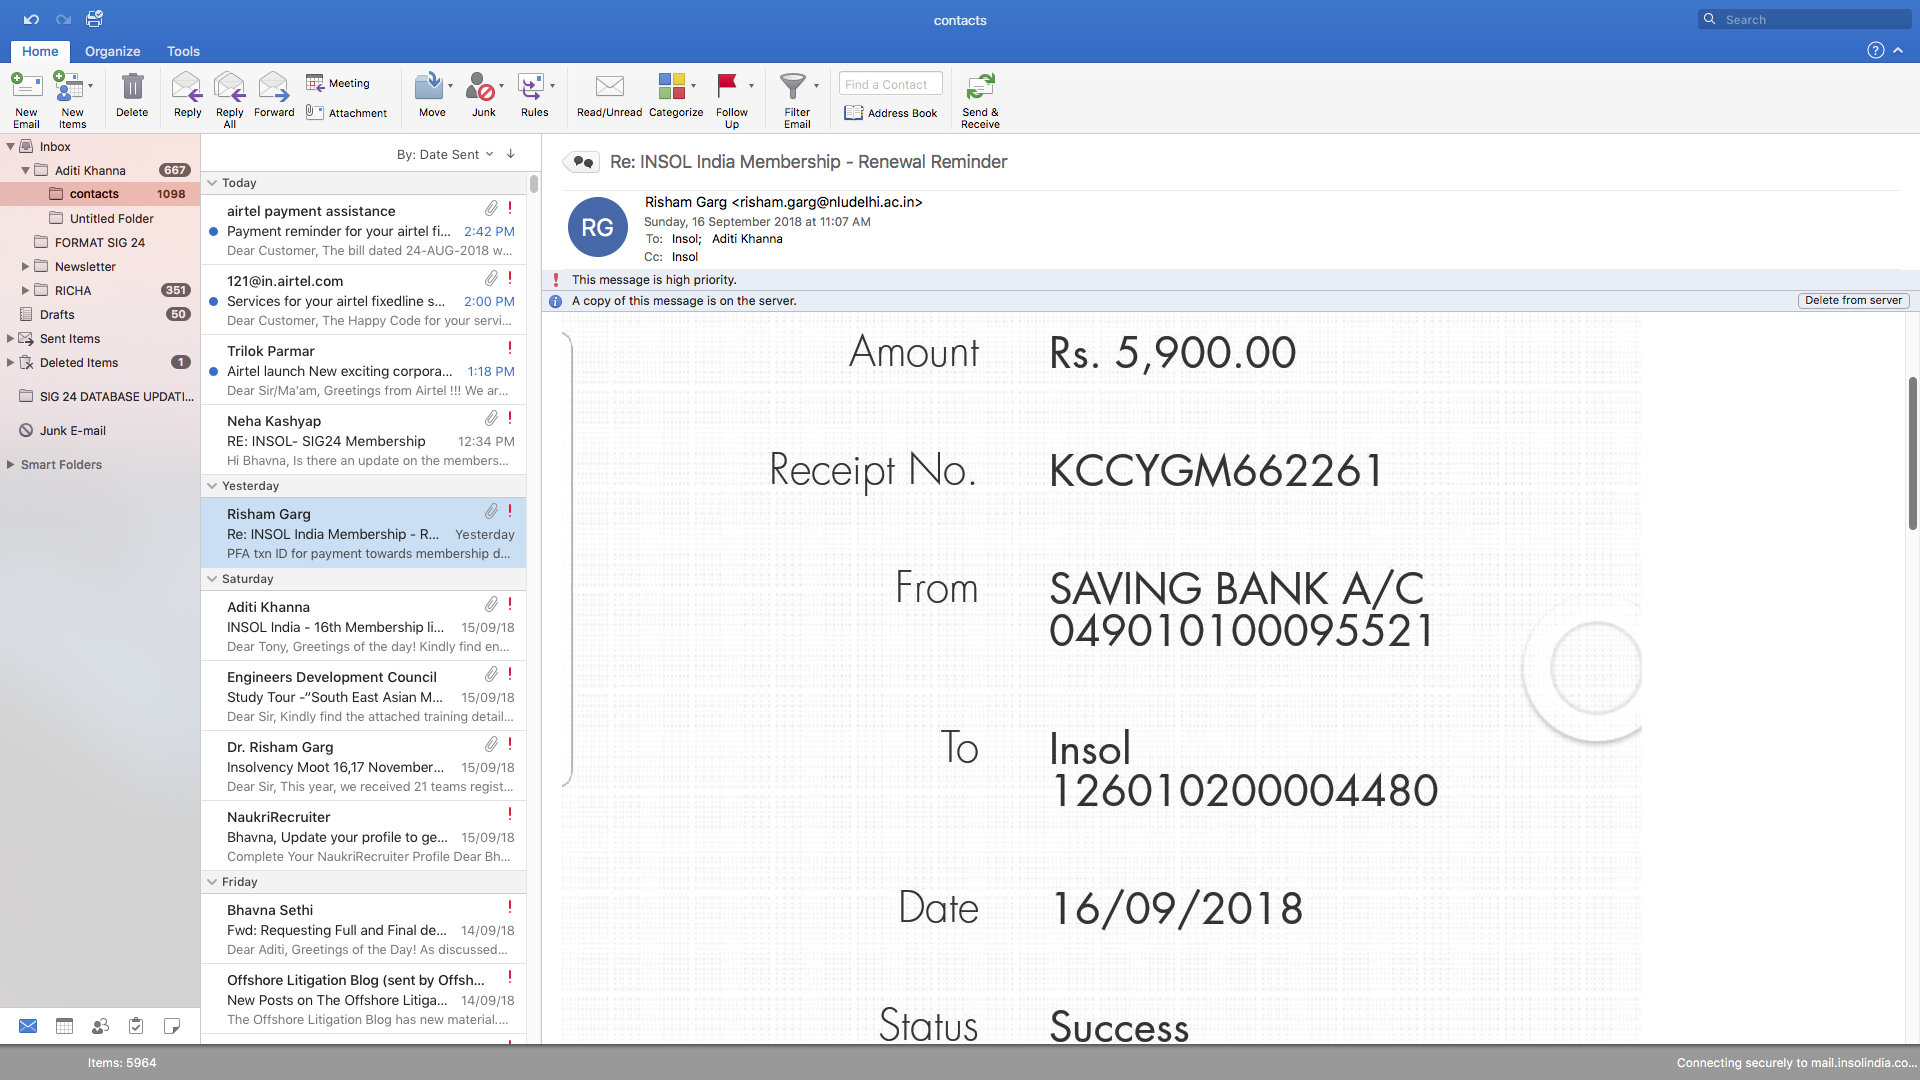 contacts
Search
Home
Organize
Tools
New Email
New Items
Delete
Reply
Reply All
Forward
Meeting
Attachment
Move
Junk
Rules
Read/Unread
Categorize
Follow Up
Filter Email
Find a Contact
Address Book
Send & Receive
Inbox
Aditi Khanna 667
contacts 1098
Untitled Folder
FORMAT SIG 24
Newsletter
RICHA 351
Drafts 50
Sent Items
Deleted Items 1
SIG 24 DATABASE UPDATI...
Junk E-mail
Smart Folders
By: Date Sent
Today
airtel payment assistance
Payment reminder for your airtel fi... 2:42 PM
Dear Customer, The bill dated 24-AUG-2018 w...
121@in.airtel.com
Services for your airtel fixedline s... 2:00 PM
Dear Customer, The Happy Code for your servi...
Trilok Parmar
Airtel launch New exciting corpora... 1:18 PM
Dear Sir/Ma'am, Greetings from Airtel !!! We ar...
Neha Kashyap
RE: INSOL- SIG24 Membership 12:34 PM
Hi Bhavna, Is there an update on the members...
Yesterday
Risham Garg
Re: INSOL India Membership - R... Yesterday
PFA txn ID for payment towards membership d...
Saturday
Aditi Khanna
INSOL India - 16th Membership li... 15/09/18
Dear Tony, Greetings of the day! Kindly find en...
Engineers Development Council
Study Tour -“South East Asian M... 15/09/18
Dear Sir, Kindly find the attached training detail...
Dr. Risham Garg
Insolvency Moot 16,17 November... 15/09/18
Dear Sir, This year, we received 21 teams regist...
NaukriRecruiter
Bhavna, Update your profile to ge... 15/09/18
Complete Your NaukriRecruiter Profile Dear Bh...
Friday
Bhavna Sethi
Fwd: Requesting Full and Final de... 14/09/18
Dear Aditi, Greetings of the Day! As discussed...
Offshore Litigation Blog (sent by Offsh...
New Posts on The Offshore Litiga... 14/09/18
The Offshore Litigation Blog has new material....
Re: INSOL India Membership - Renewal Reminder
RG
Risham Garg <risham.garg@nludelhi.ac.in>
Sunday, 16 September 2018 at 11:07 AM
To: Insol; Aditi Khanna
Cc: Insol
This message is high priority.
A copy of this message is on the server.
Delete from server
Amount Rs. 5,900.00
Receipt No. KCCYGM662261
From SAVING BANK A/C
049010100095521
To Insol
126010200004480
Date 16/09/2018
Status Success
Items: 5964
Connecting securely to mail.insolindia.co...